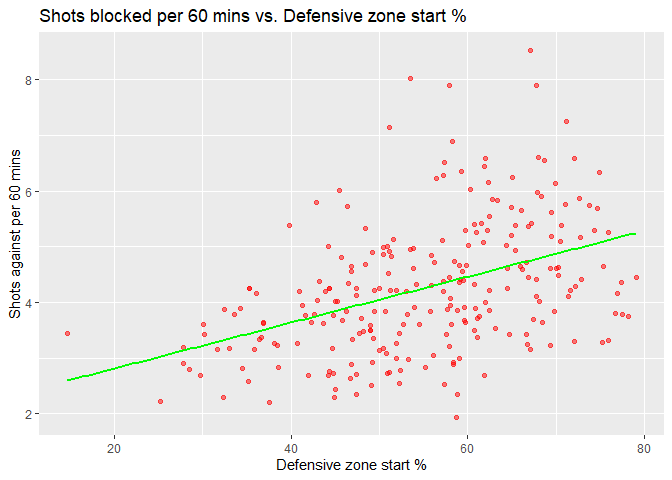 Shots blocked per 60 mins vs. Defensive zone start %
Shots against per 60 mins
8
6
4
2
20 40 60 80
Defensive zone start %